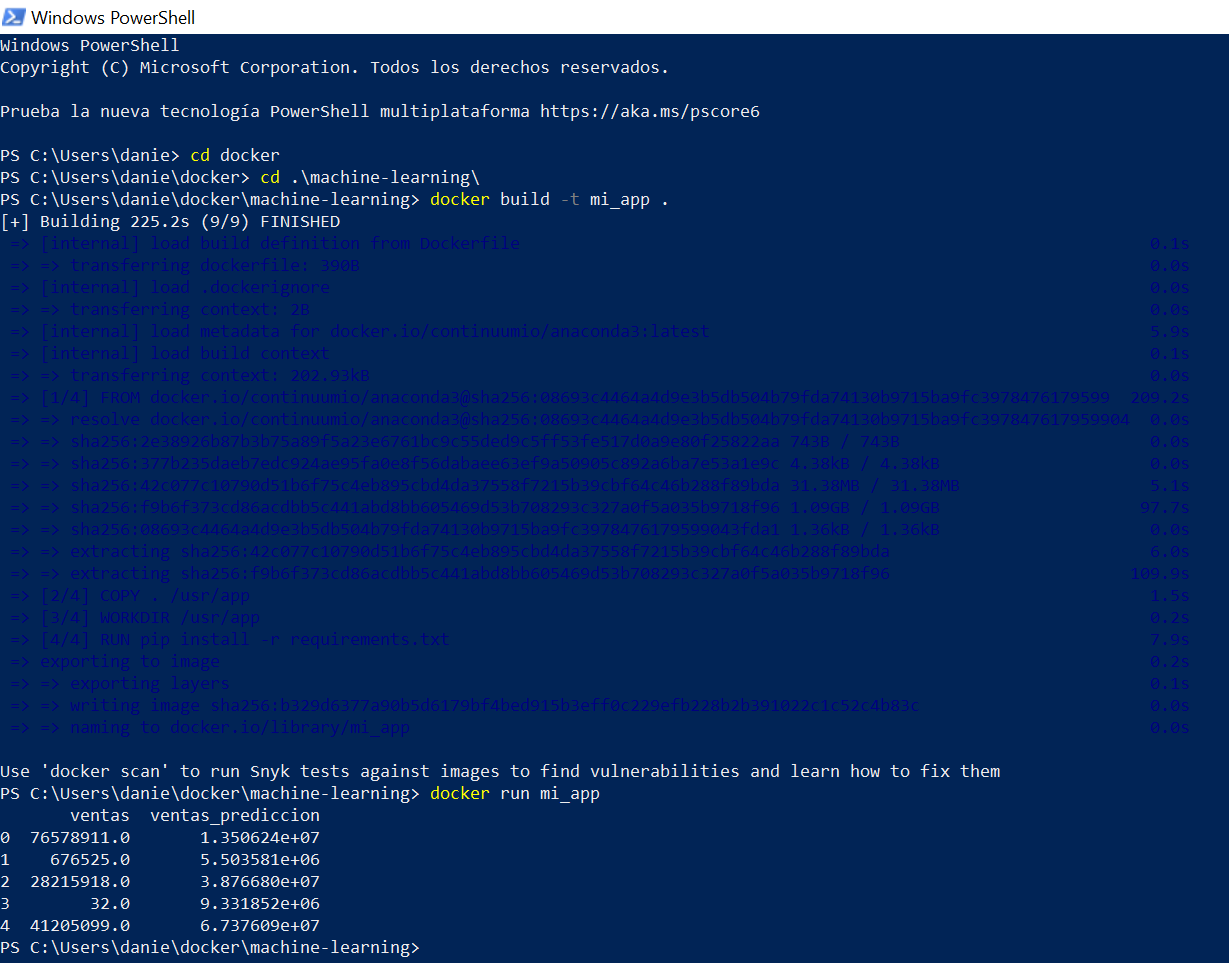 Windows PowerShell
Windows PowerShell
Copyright (C) Microsoft Corporation. Todos los derechos reservados.
Prueba la nueva tecnología PowerShell multiplataforma https://aka.ms/pscore6
PS C:\Users\danie> cd docker
PS C:\Users\danie\docker> cd .\machine-learning\
PS C:\Users\danie\docker\machine-learning> docker build -t mi_app .
[+] Building 225.2s (9/9) FINISHED
=> [internal] load build definition from Dockerfile 0.1s
=> => transferring dockerfile: 390B 0.0s
=> [internal] load .dockerignore 0.0s
=> => transferring context: 2B 0.0s
=> [internal] load metadata for docker.io/continuumio/anaconda3:latest 5.9s
=> [internal] load build context 0.1s
=> => transferring context: 202.93kB 0.0s
=> [1/4] FROM docker.io/continuumio/anaconda3@sha256:08693c4464a4d9e3b5db504b79fda74130b9715ba9fc3978476179599 209.2s
=> => resolve docker.io/continuumio/anaconda3@sha256:08693c4464a4d9e3b5db504b79fda74130b9715ba9fc397847617959904 0.0s
=> => sha256:2e38926b87b3b75a89f5a23e6761bc9c55ded9c5ff53fe517d0a9e80f25822aa 743B / 743B 0.0s
=> => sha256:377b235daeb7edc924ae95fa0e8f56dabaee63ef9a50905c892a6ba7e53a1e9c 4.38kB / 4.38kB 0.0s
=> => sha256:42c077c10790d51b6f75c4eb895cbd4da37558f7215b39cbf64c46b288f89bda 31.38MB / 31.38MB 5.1s
=> => sha256:f9b6f373cd86acdbb5c441abd8bb605469d53b708293c327a0f5a035b9718f96 1.09GB / 1.09GB 97.7s
=> => sha256:08693c4464a4d9e3b5db504b79fda74130b9715ba9fc3978476179599043fda1 1.36kB / 1.36kB 0.0s
=> => extracting sha256:42c077c10790d51b6f75c4eb895cbd4da37558f7215b39cbf64c46b288f89bda 6.0s
=> => extracting sha256:f9b6f373cd86acdbb5c441abd8bb605469d53b708293c327a0f5a035b9718f96 109.9s
=> [2/4] COPY . /usr/app 1.5s
=> [3/4] WORKDIR /usr/app 0.2s
=> [4/4] RUN pip install -r requirements.txt 7.9s
=> exporting to image 0.2s
=> => exporting layers 0.1s
=> => writing image sha256:b329d6377a90b5d6179bf4bed915b3eff0c229efb228b2b391022c1c52c4b83c 0.0s
=> => naming to docker.io/library/mi_app 0.0s
Use 'docker scan' to run Snyk tests against images to find vulnerabilities and learn how to fix them
PS C:\Users\danie\docker\machine-learning> docker run mi_app
ventas ventas_prediccion
0 76578911.0 1.350624e+07
1 676525.0 5.503581e+06
2 28215918.0 3.876680e+07
3 32.0 9.331852e+06
4 41205099.0 6.737609e+07
PS C:\Users\danie\docker\machine-learning>